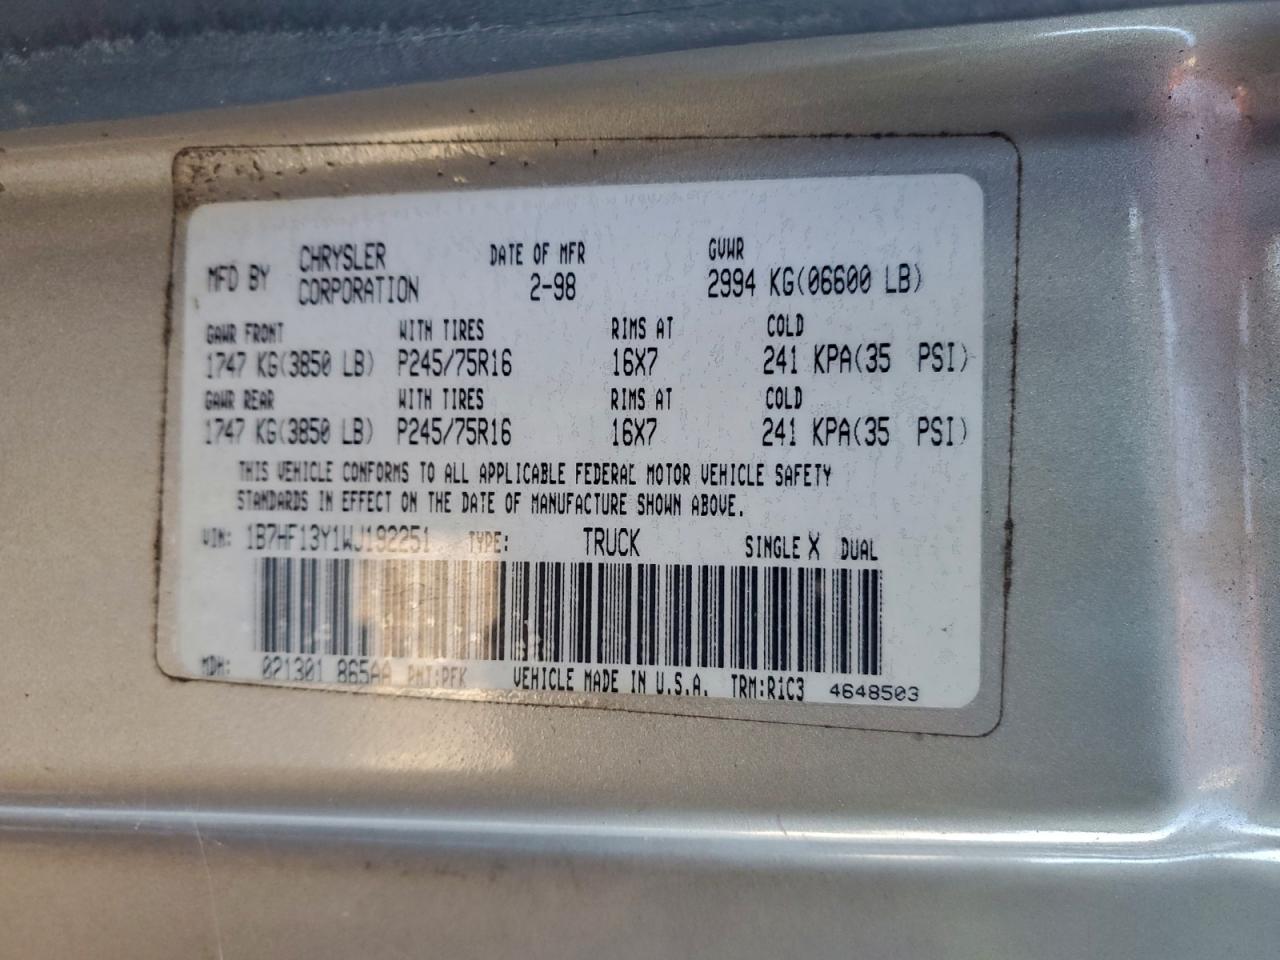 MFD BY CHRYSLER CORPORATION DATE OF MFR 2-98 GVWR 2994 KG(06600 LB)
GAWR FRONT WITH TIRES RIMS AT COLD
1747 KG(3850 LB) P245/75R16 16X7 241 KPA(35 PSI)
GAWR REAR WITH TIRES RIMS AT COLD
1747 KG(3850 LB) P245/75R16 16X7 241 KPA(35 PSI)
THIS VEHICLE CONFORMS TO ALL APPLICABLE FEDERAL MOTOR VEHICLE SAFETY
STANDARDS IN EFFECT ON THE DATE OF MANUFACTURE SHOWN ABOVE.
VIN: 1B7HF13Y1WJ192251 TYPE: TRUCK SINGLE X DUAL
MDH: 021301 865AA PNT:PFK VEHICLE MADE IN U.S.A. TRM:R1C3 4648503